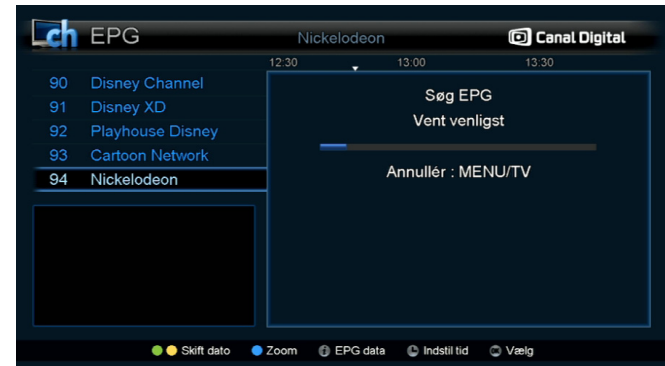 ch EPG Nickelodeon Canal Digital
12:30 13:00 13:30
90 Disney Channel
91 Disney XD
92 Playhouse Disney
93 Cartoon Network
94 Nickelodeon
Søg EPG
Vent venligst
Annullér : MENU/TV
Skift dato Zoom EPG data Indstil tid Vælg